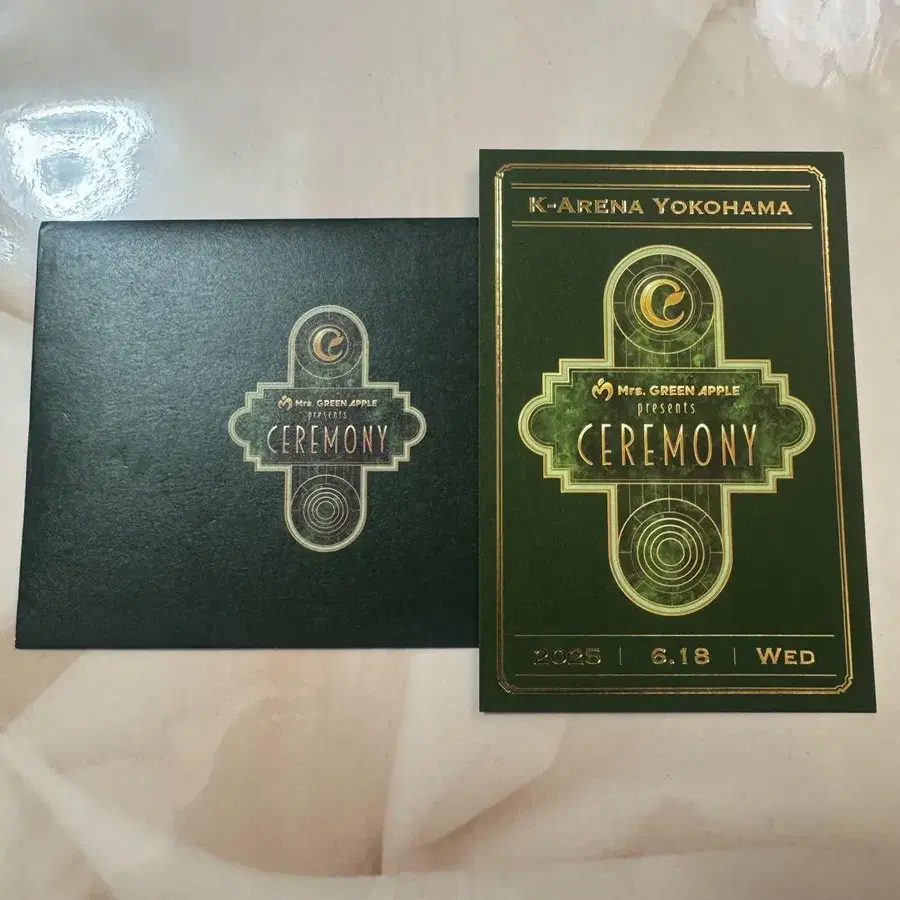 Mrs. GREEN APPLE
presents
CEREMONY
K-ARENA YOKOHAMA
Mrs. GREEN APPLE
presents
CEREMONY
2025 | 6.18 | WED